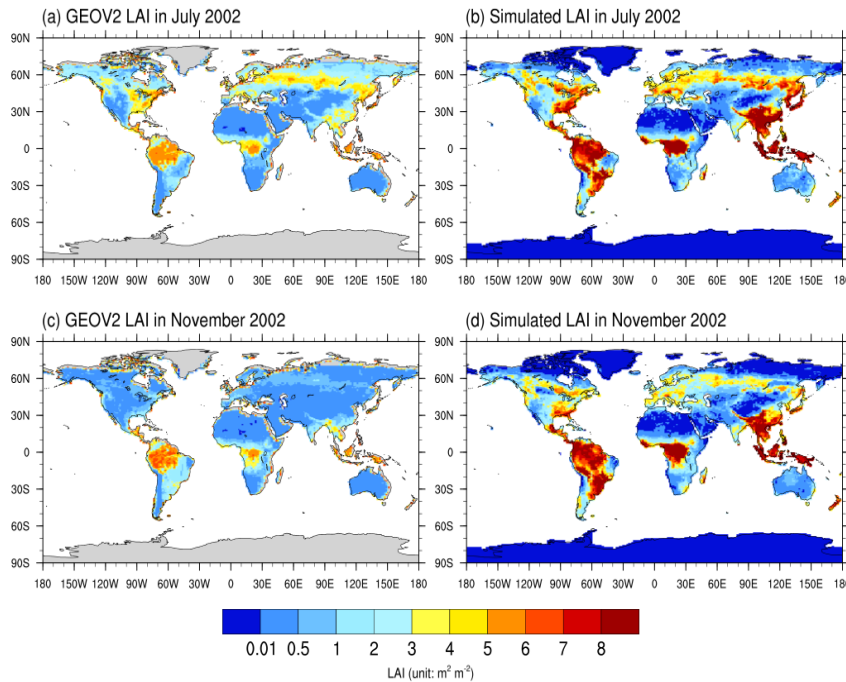 (a) GEOV2 LAI in July 2002
(b) Simulated LAI in July 2002
90N 90N
60N 60N
30N 30N
0 0
30S 30S
60S 60S
90S 90S
180 150W 120W 90W 60W 30W 0 30E 60E 90E 120E 150E 180
180 150W 120W 90W 60W 30W 0 30E 60E 90E 120E 150E 180
(c) GEOV2 LAI in November 2002
(d) Simulated LAI in November 2002
90N 90N
60N 60N
30N 30N
0 0
30S 30S
60S 60S
90S 90S
180 150W 120W 90W 60W 30W 0 30E 60E 90E 120E 150E 180
180 150W 120W 90W 60W 30W 0 30E 60E 90E 120E 150E 180
0.01 0.5 1 2 3 4 5 6 7 8
LAI (unit: m² m⁻²)